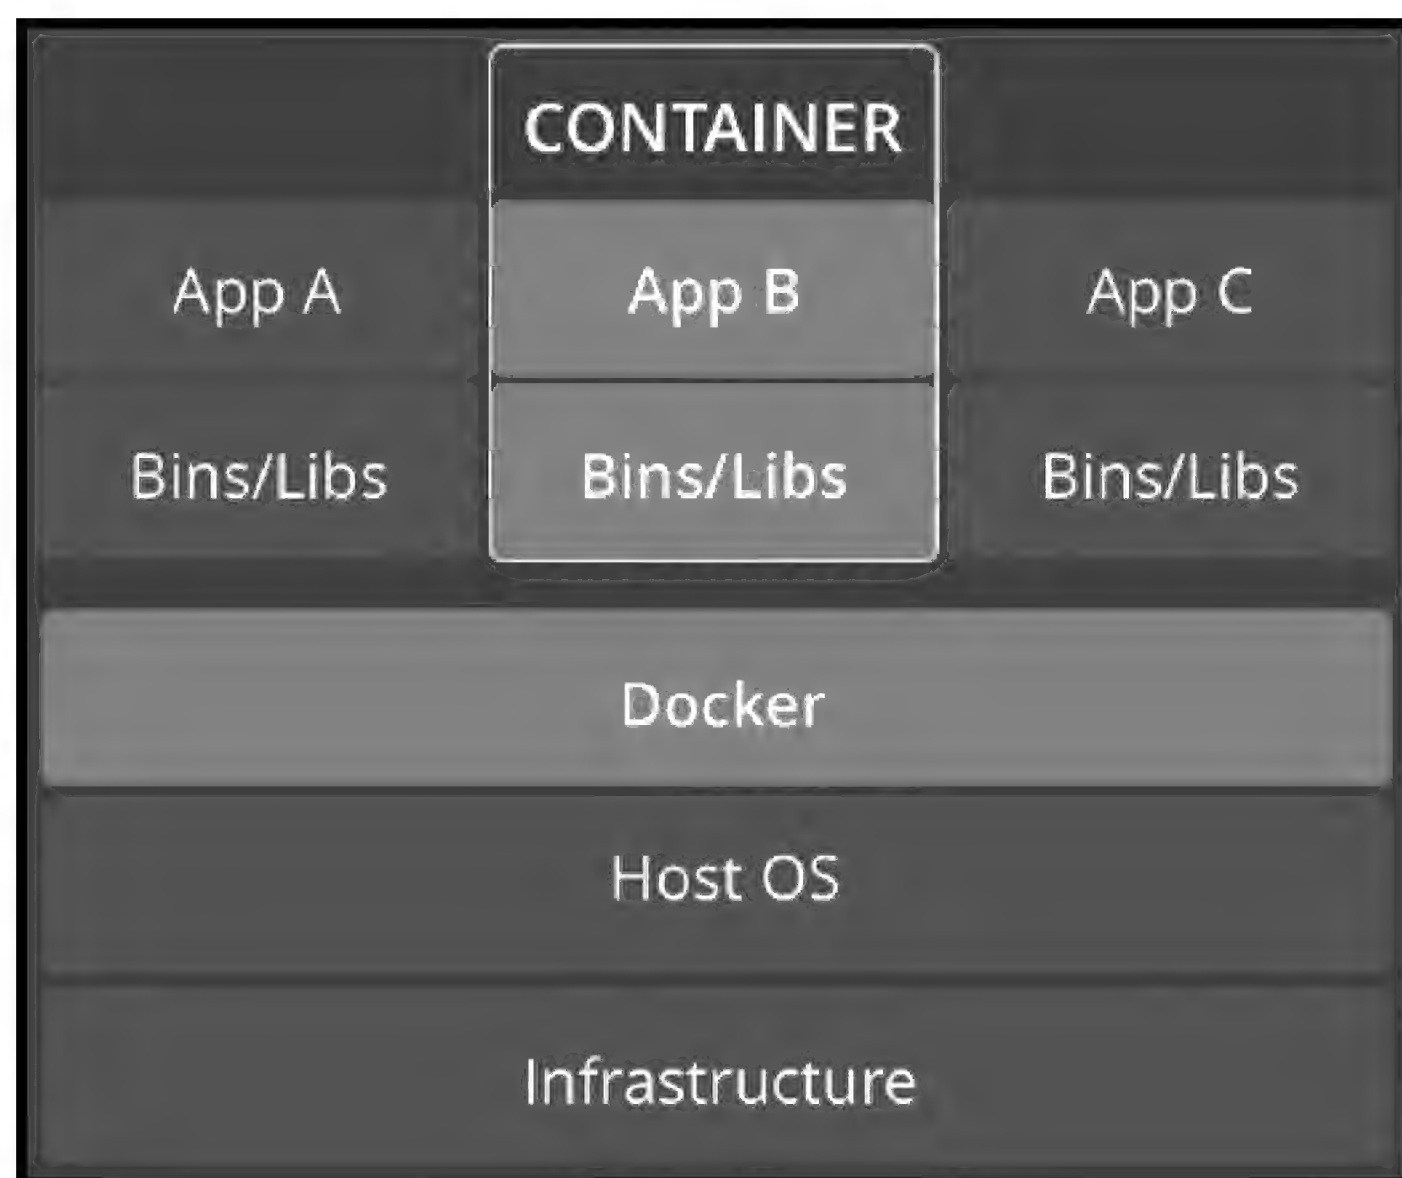 CONTAINER
App A App B App C
Bins/Libs Bins/Libs Bins/Libs
Docker
Host OS
Infrastructure